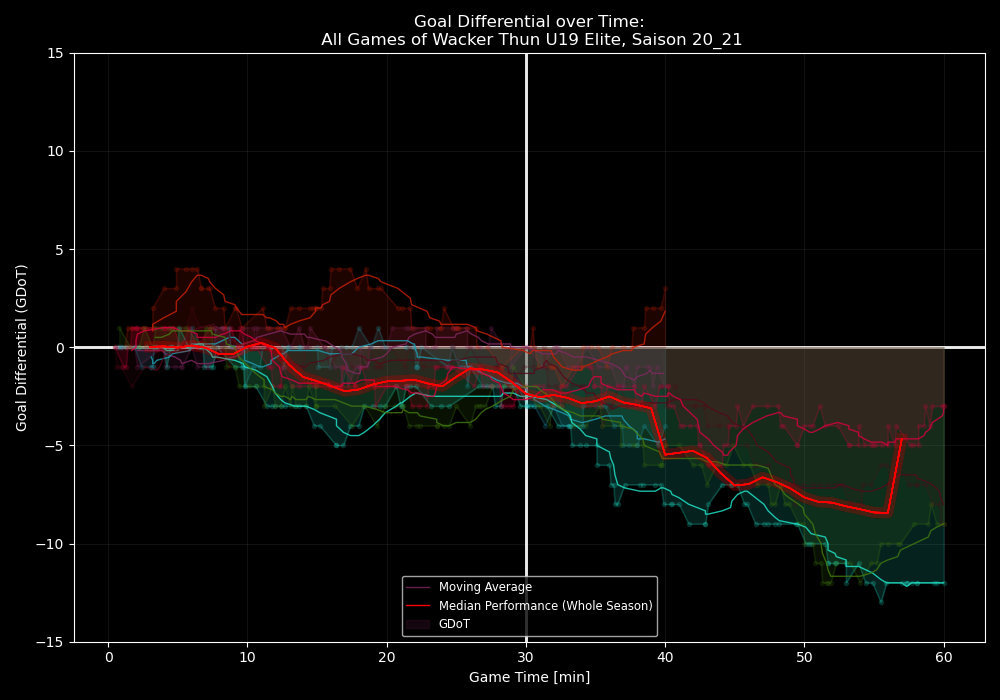 Goal Differential over Time:
All Games of Wacker Thun U19 Elite, Saison 20_21
15
10
5
0
−5
−10
−15
Goal Differential (GDoT)
Moving Average
Median Performance (Whole Season)
GDoT
0
10
20
30
40
50
60
Game Time [min]